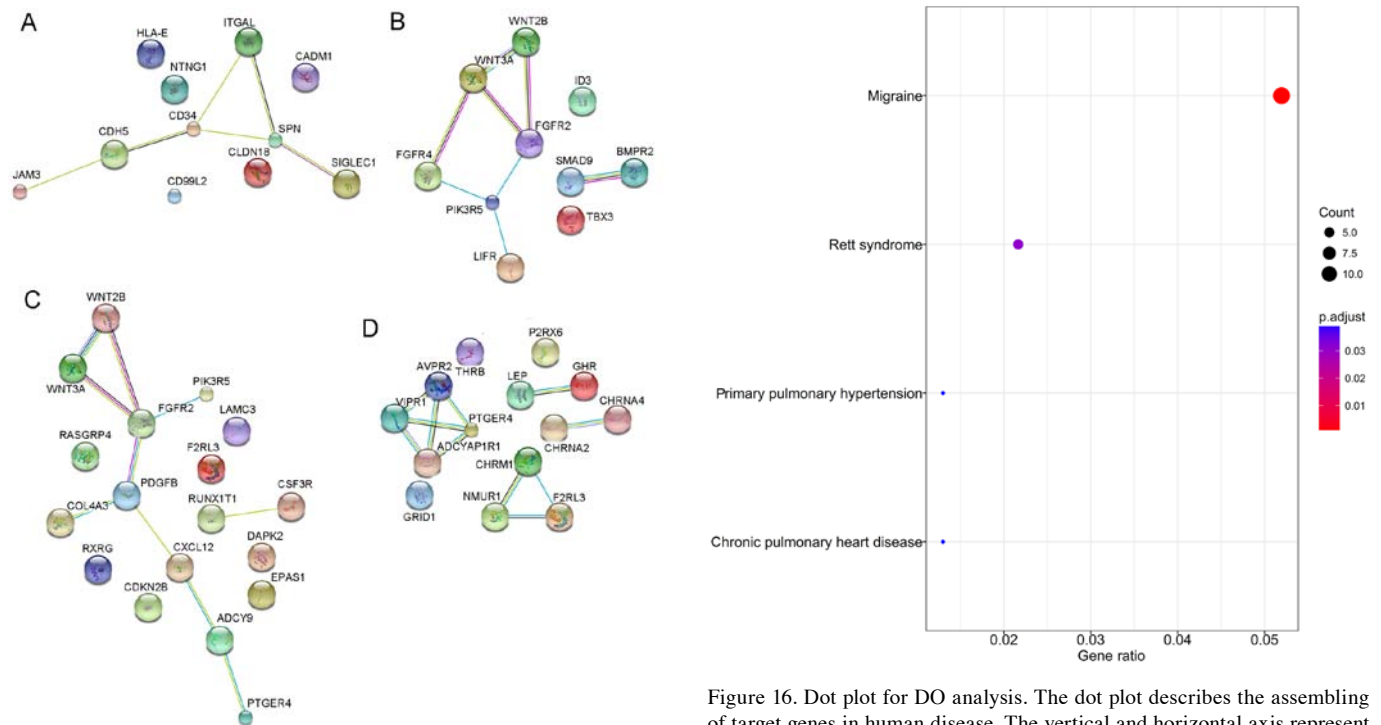 A
ITGAL
HLA-E
CADM1
NTNG1
CD34
SPN
CDH5
CLDN18
SIGLEC1
JAM3
CD99L2
B
WNT2B
WNT3A
ID3
FGFR2
FGFR4
SMAD9
BMPR2
PIK3R5
TBX3
LIFR
C
WNT2B
WNT3A
PIK3R5
FGFR2
LAMC3
RASGRP4
F2RL3
PDGFB
CSF3R
COL4A3
RUNX1T1
RXRG
CXCL12
DAPK2
CDKN2B
EPAS1
ADCY9
PTGER4
D
P2RX6
AVPR2
THRB
LEP
GHR
VIPR1
PTGER4
CHRNA4
ADCYAP1R1
CHRNA2
CHRM1
GRID1
NMUR1
F2RL3
Migraine
Rett syndrome
Primary pulmonary hypertension
Chronic pulmonary heart disease
0.02 0.03 0.04 0.05
Gene ratio
Count
5.0
7.5
10.0
p.adjust
0.03
0.02
0.01
Figure 16. Dot plot for DO analysis. The dot plot describes the assembling
of target genes in human disease. The vertical and horizontal axis represent